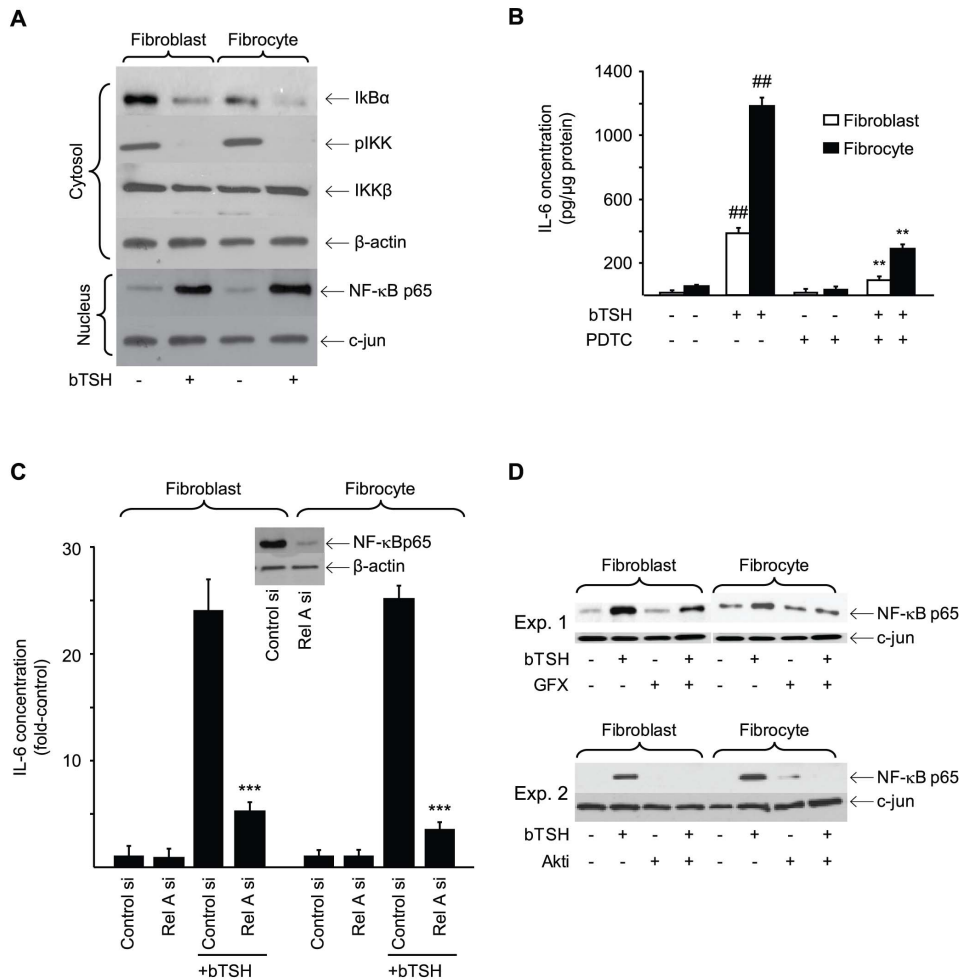 A
Fibroblast Fibrocyte
Cytosol
← IkBα
← pIKK
← IKKβ
← β-actin
Nucleus
← NF-κB p65
← c-jun
bTSH - + - +
B
IL-6 oncentration
(pg/μg protein)
1400
1000
600
200
## ## ** **
Fibroblast
Fibrocyte
bTSH - - + + - - + +
PDTC - - - - + + + +
C
Fibroblast Fibrocyte
IL-6 concentration
(fold-control)
30
20
10
← NF-κBp65
← β-actin
Control si
Rel A si
*** ***
Control si Rel A si Control si Rel A si Control si Rel A si Control si Rel A si
+bTSH +bTSH
D
Fibroblast Fibrocyte
Exp. 1
← NF-κB p65
← c-jun
bTSH - + - + - + - +
GFX - - + + - - + +
Fibroblast Fibrocyte
Exp. 2
← NF-κB p65
← c-jun
bTSH - + - + - + - +
Akti - - + + - - + +